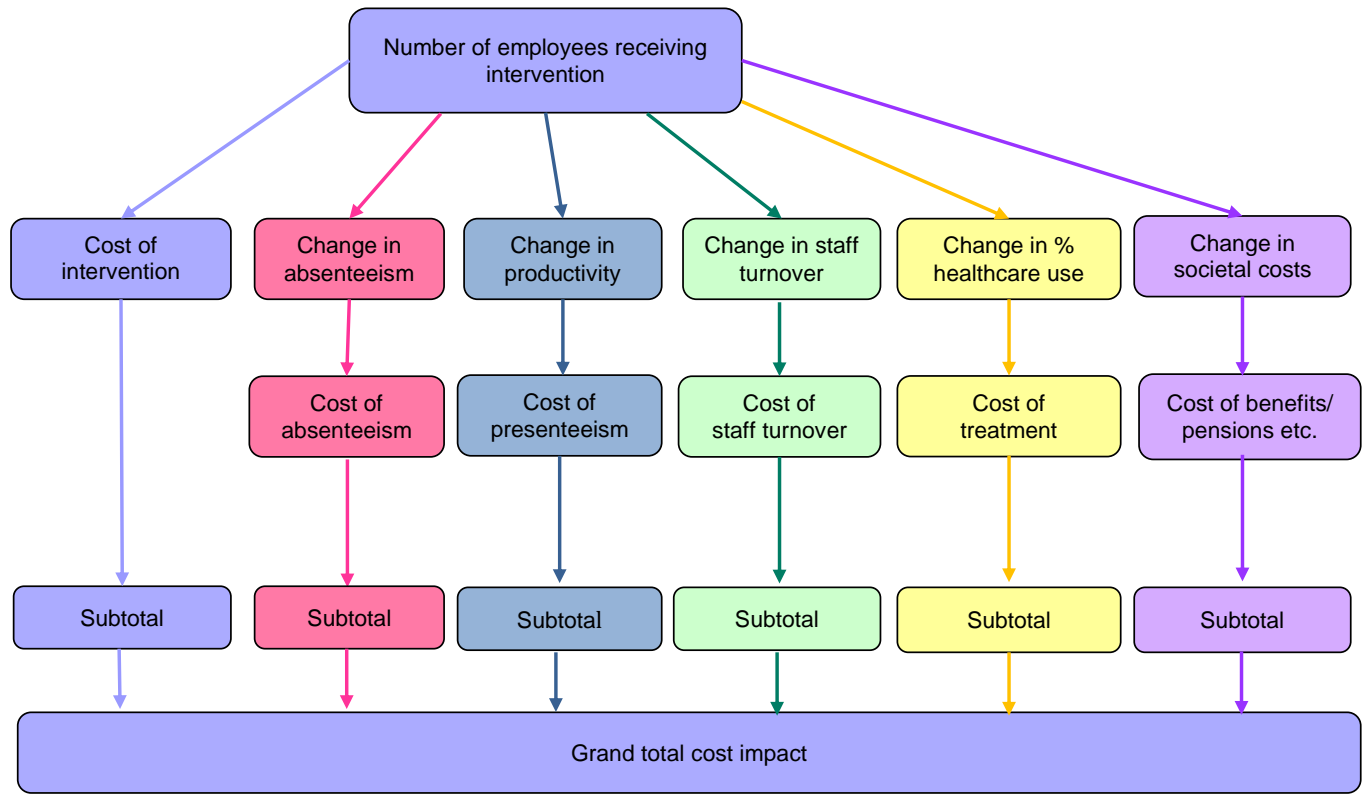 Number of employees receiving
intervention
Cost of
intervention
Change in
absenteeism
Change in
productivity
Change in staff
turnover
Change in %
healthcare use
Change in
societal costs
Cost of
absenteeism
Cost of
presenteeism
Cost of
staff turnover
Cost of
treatment
Cost of benefits/
pensions etc.
Subtotal
Subtotal
Subtotal
Subtotal
Subtotal
Subtotal
Grand total cost impact